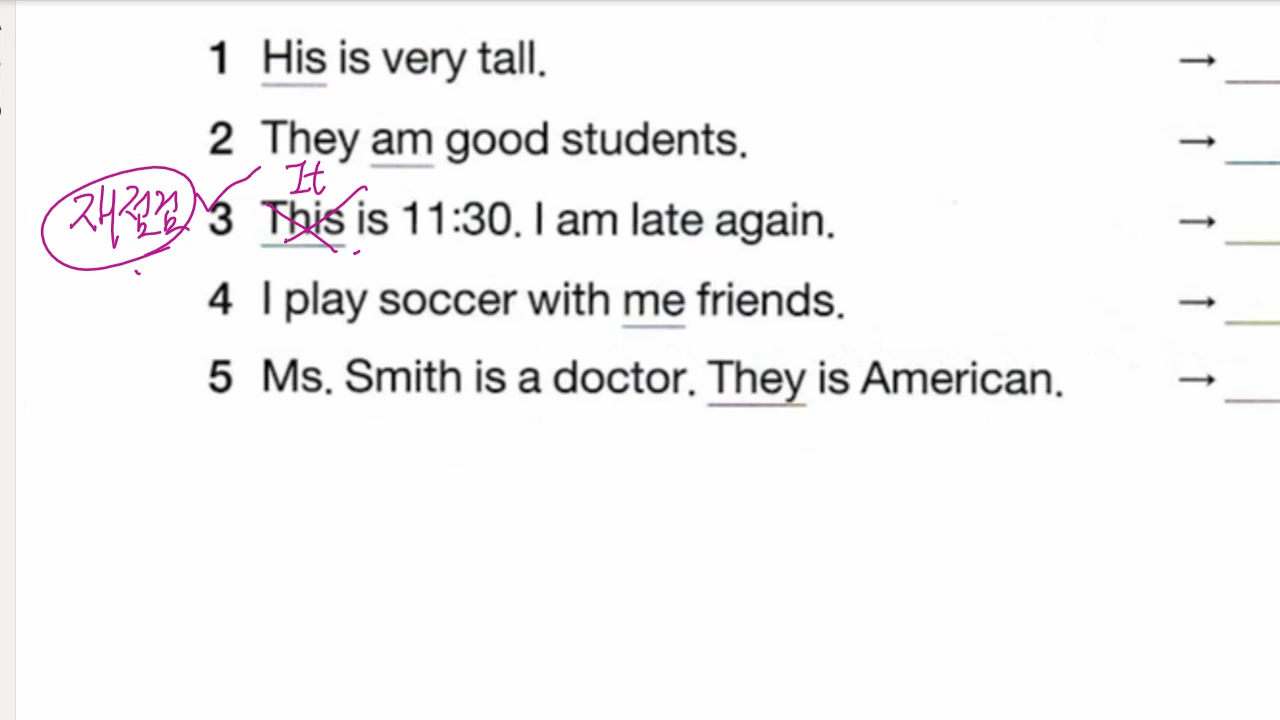 1 His is very tall. →
2 They am good students. →
It
재점검 3 This is 11:30. I am late again. →
4 I play soccer with me friends. →
5 Ms. Smith is a doctor. They is American. →